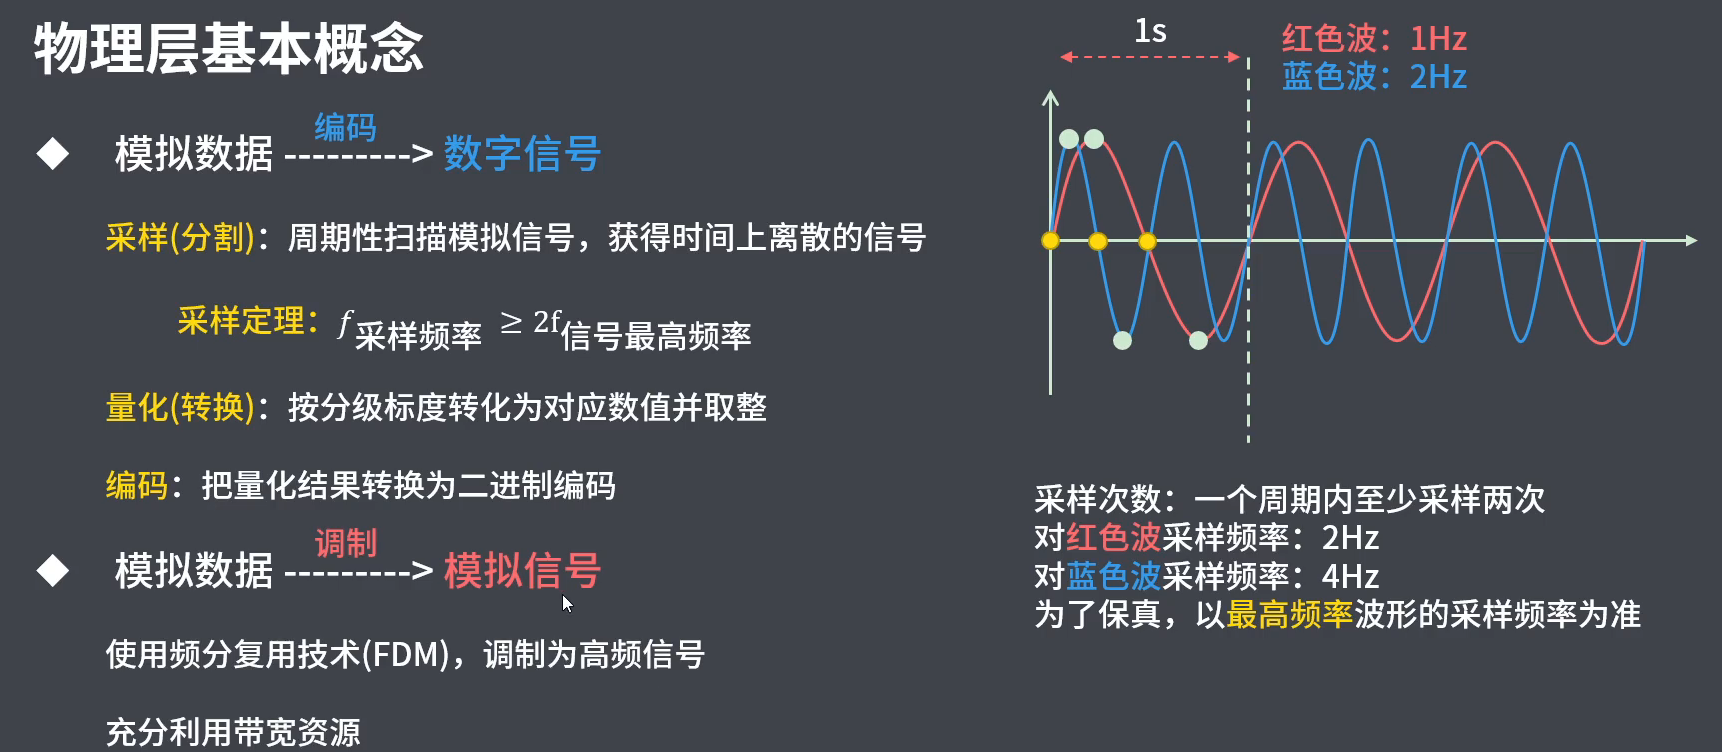 物理层基本概念
编码
◆ 模拟数据 ---------> 数字信号
采样(分割)：周期性扫描模拟信号，获得时间上离散的信号
采样定理：f采样频率 ≥ 2f信号最高频率
量化(转换)：按分级标度转化为对应数值并取整
编码：把量化结果转换为二进制编码
调制
◆ 模拟数据 ---------> 模拟信号
使用频分复用技术(FDM)，调制为高频信号
充分利用带宽资源
1s
红色波：1Hz
蓝色波：2Hz
采样次数：一个周期内至少采样两次
对红色波采样频率：2Hz
对蓝色波采样频率：4Hz
为了保真，以最高频率波形的采样频率为准